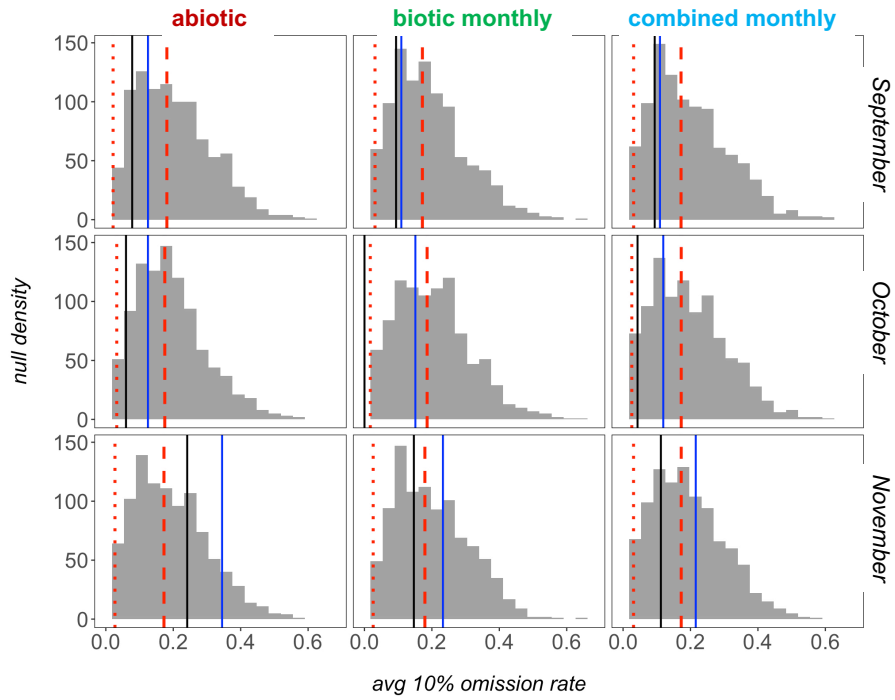 abiotic biotic monthly combined monthly
150
100
50
0
September
150
100
50
0
October
150
100
50
0
November
null density
0.0 0.2 0.4 0.6 0.0 0.2 0.4 0.6 0.0 0.2 0.4 0.6
avg 10% omission rate